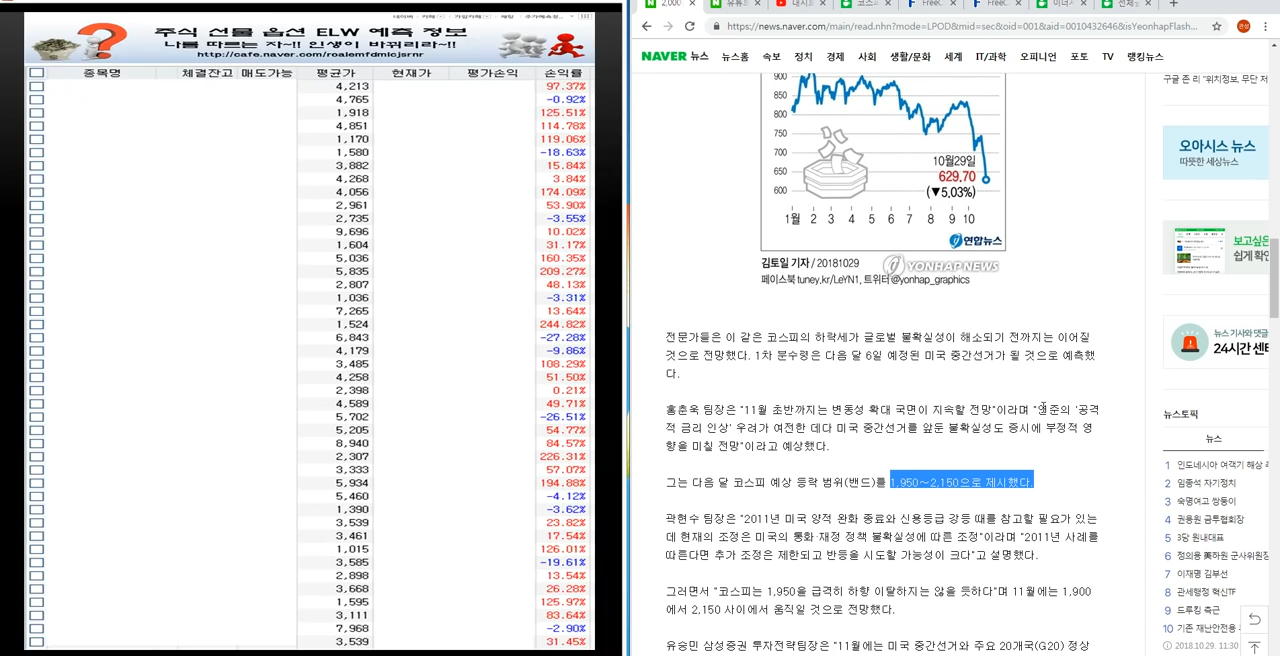 주식 선물 옵션 ELW 예측 정보
나를 따르는 자~!! 인생이 바뀌리라~!!
http://cafe.naver.com/roalemfdmlcjsrnr
종목명 체결잔고 매도가능 평균가 현재가 평가손익 손익률
4,213 97.37%
4,765 -0.92%
1,918 125.51%
4,851 114.78%
1,170 119.06%
1,580 -18.63%
3,882 15.84%
4,268 3.84%
4,056 174.09%
2,961 53.90%
2,735 -3.55%
9,696 10.02%
1,604 31.17%
5,036 160.35%
5,835 209.27%
2,807 48.13%
1,036 -3.31%
7,265 13.64%
1,524 244.82%
6,843 -27.28%
4,179 -9.86%
3,485 108.29%
4,258 51.50%
2,398 0.21%
4,589 49.71%
5,702 -26.51%
5,205 54.77%
8,940 84.57%
2,307 226.31%
3,333 57.07%
5,934 194.88%
5,460 -4.12%
1,390 -3.62%
3,539 23.82%
3,461 17.54%
1,015 126.01%
3,585 -19.61%
2,898 13.54%
3,668 26.28%
1,595 125.97%
3,111 83.64%
7,968 -2.90%
3,539 31.45%
https://news.naver.com/main/read.nhn?mode=LPOD&mid=sec&oid=001&aid=0010432646&isYeonhapFlash...
NAVER 뉴스 뉴스홈 속보 정치 경제 사회 생활/문화 세계 IT/과학 오피니언 포토 TV 랭킹뉴스
900
850
800
750
700
650
600
10월29일
629.70
(▼5.03%)
1월 2 3 4 5 6 7 8 9 10
연합뉴스
김토일 기자 / 20181029
YONHAP NEWS
페이스북 tuney.kr/LeYN1, 트위터 @yonhap_graphics
전문가들은 이 같은 코스피의 하락세가 글로벌 불확실성이 해소되기 전까지는 이어질
것으로 전망했다. 1차 분수령은 다음 달 6일 예정된 미국 중간선거가 될 것으로 예측했
다.
홍춘욱 팀장은 "11월 초반까지는 변동성 확대 국면이 지속할 전망"이라며 "연준의 '공격
적 금리 인상' 우려가 여전한 데다 미국 중간선거를 앞둔 불확실성도 증시에 부정적 영
향을 미칠 전망"이라고 예상했다.
그는 다음 달 코스피 예상 등락 범위(밴드)를 1,950∼2,150으로 제시했다.
곽현수 팀장은 "2011년 미국 양적 완화 종료와 신용등급 강등 때를 참고할 필요가 있는
데 현재의 조정은 미국의 통화·재정 정책 불확실성에 따른 조정"이라며 "2011년 사례를
따른다면 추가 조정은 제한되고 반등을 시도할 가능성이 크다"고 설명했다.
그러면서 "코스피는 1,950을 급격히 하향 이탈하지는 않을 듯하다"며 11월에는 1,900
에서 2,150 사이에서 움직일 것으로 전망했다.
유승민 삼성증권 투자전략팀장은 "11월에는 미국 중간선거와 주요 20개국(G20) 정상
구글 존 리 "위치정보, 무단 저
오아시스 뉴스
따뜻한 세상뉴스
보고싶은
쉽게 확인
뉴스 기사와 댓글
24시간 센터
뉴스토픽
뉴스
1 인도네시아 여객기 해상 추
2 임종석 자기정치
3 숙명여고 쌍둥이
4 권용원 금투협회장
5 3당 원내대표
6 정의용 美하원 군사위원장
7 이재명 김부선
8 관세행정 혁신TF
9 드루킹 측근
10 기존 재난안전용
2018.10.29. 11:30